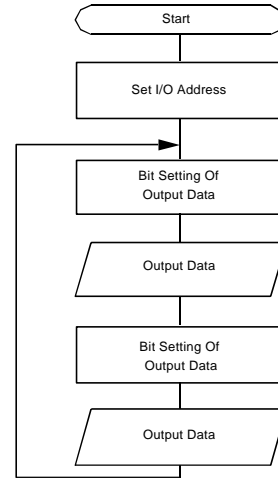 Start
Set I/O Address
Bit Setting Of
Output Data
Output Data
Bit Setting Of
Output Data
Output Data